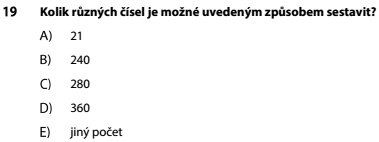 19 Kolik různých čísel je možné uvedeným způsobem sestavit?
A) 21
B) 240
C) 280
D) 360
E) jiný počet